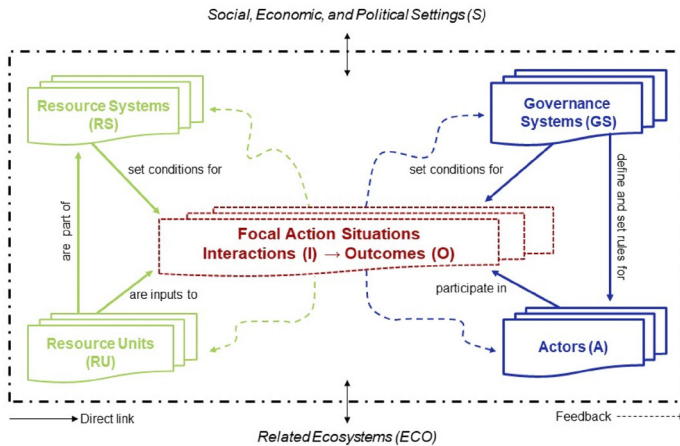 Social, Economic, and Political Settings (S)
Resource Systems
(RS)
Governance
Systems (GS)
set conditions for
set conditions for
are part of
define and set rules for
Focal Action Situations
Interactions (I) → Outcomes (O)
are inputs to
participate in
Resource Units
(RU)
Actors (A)
Direct link
Feedback
Related Ecosystems (ECO)